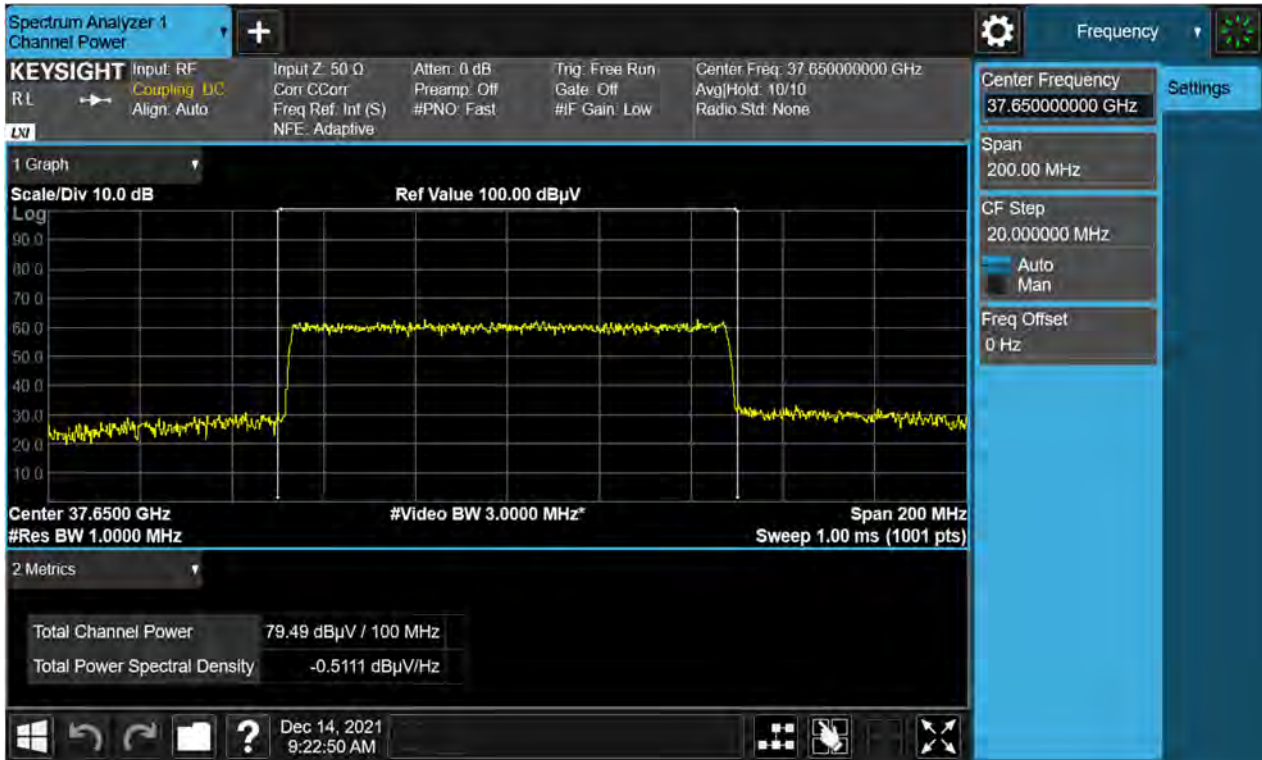 Spectrum Analyzer 1
Channel Power
Frequency
KEYSIGHT
RL
LXI
Input: RF
Coupling: DC
Align: Auto
Input Z: 50 Ω
Corr CCorr
Freq Ref: Int (S)
NFE: Adaptive
Atten: 0 dB
Preamp: Off
#PNO: Fast
Trig: Free Run
Gate: Off
#IF Gain: Low
Center Freq: 37.650000000 GHz
Avg|Hold: 10/10
Radio Std: None
Center Frequency
37.650000000 GHz
Settings
Span
200.00 MHz
CF Step
20.000000 MHz
Auto
Man
Freq Offset
0 Hz
1 Graph
Scale/Div 10.0 dB
Ref Value 100.00 dBµV
Log
90.0
80.0
70.0
60.0
50.0
40.0
30.0
20.0
10.0
Center 37.6500 GHz
#Video BW 3.0000 MHz*
Span 200 MHz
#Res BW 1.0000 MHz
Sweep 1.00 ms (1001 pts)
2 Metrics
Total Channel Power 79.49 dBµV / 100 MHz
Total Power Spectral Density -0.5111 dBµV/Hz
?
Dec 14, 2021
9:22:50 AM